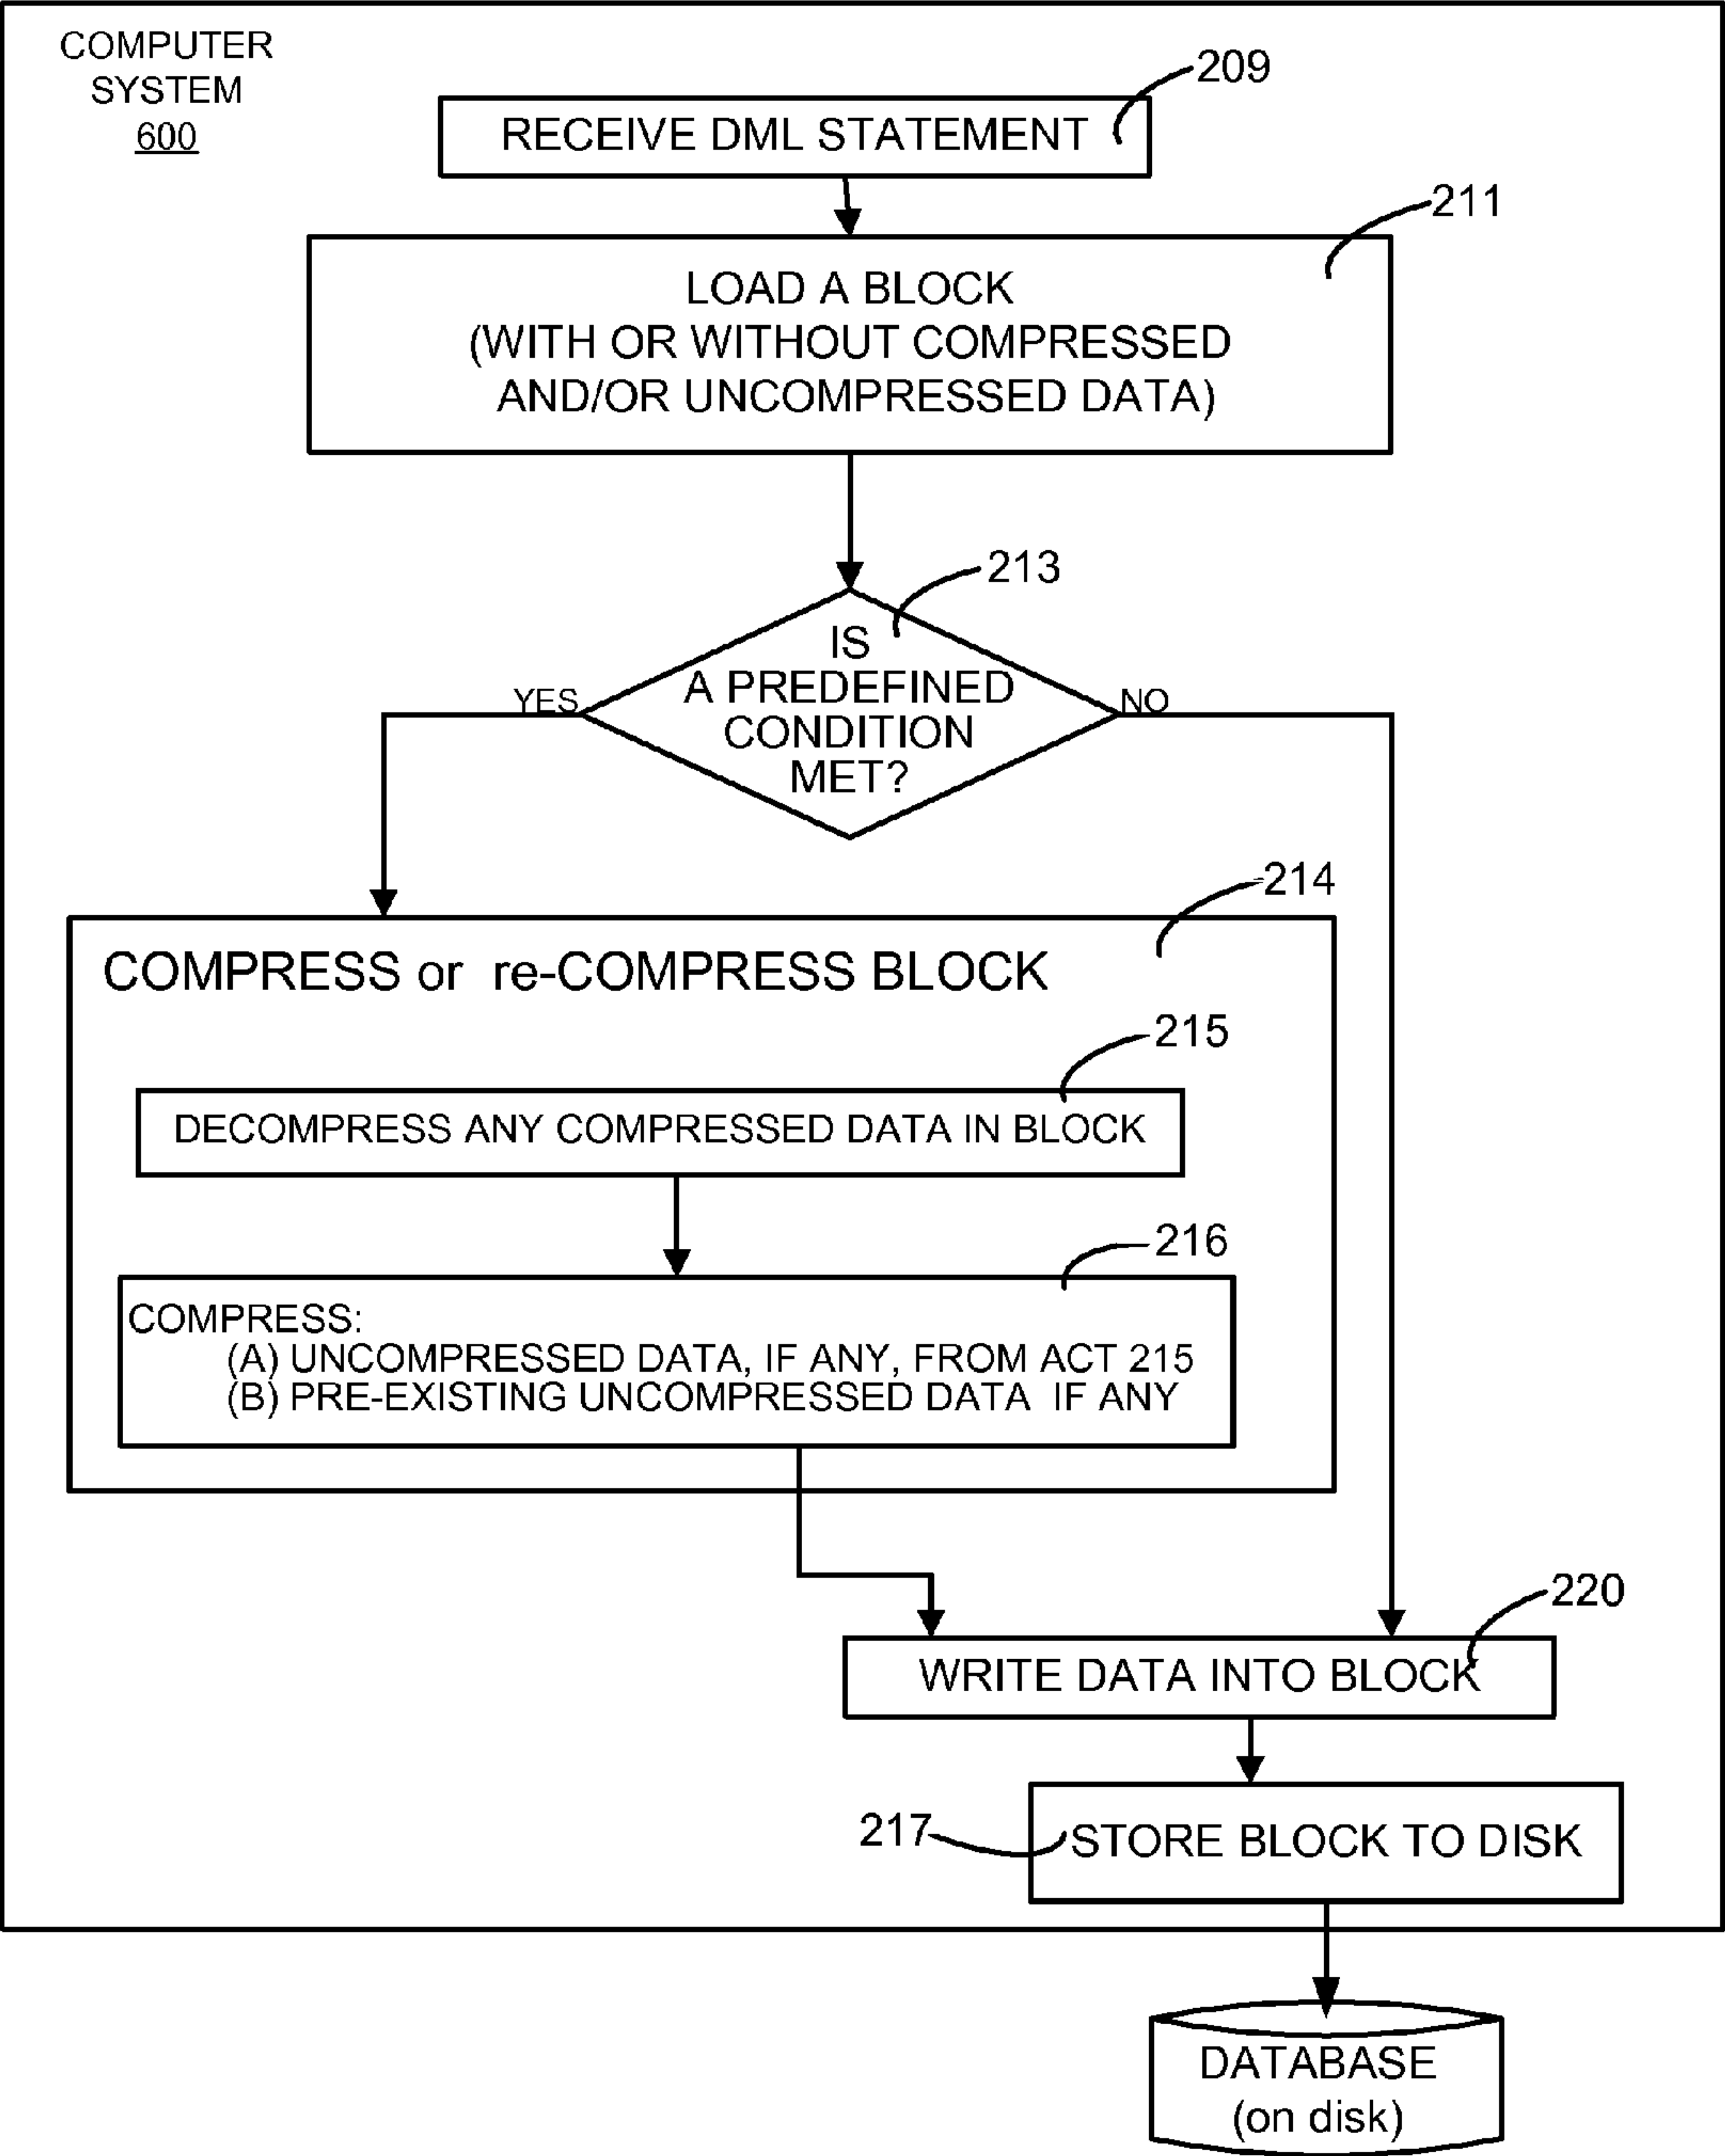 COMPUTER
SYSTEM
600
209
RECEIVE DML STATEMENT
211
LOAD A BLOCK
(WITH OR WITHOUT COMPRESSED
AND/OR UNCOMPRESSED DATA)
213
IS
A PREDEFINED
CONDITION
MET?
YES
NO
214
COMPRESS or re-COMPRESS BLOCK
215
DECOMPRESS ANY COMPRESSED DATA IN BLOCK
216
COMPRESS:
(A) UNCOMPRESSED DATA, IF ANY, FROM ACT 215
(B) PRE-EXISTING UNCOMPRESSED DATA IF ANY
220
WRITE DATA INTO BLOCK
217
STORE BLOCK TO DISK
DATABASE
(on disk)